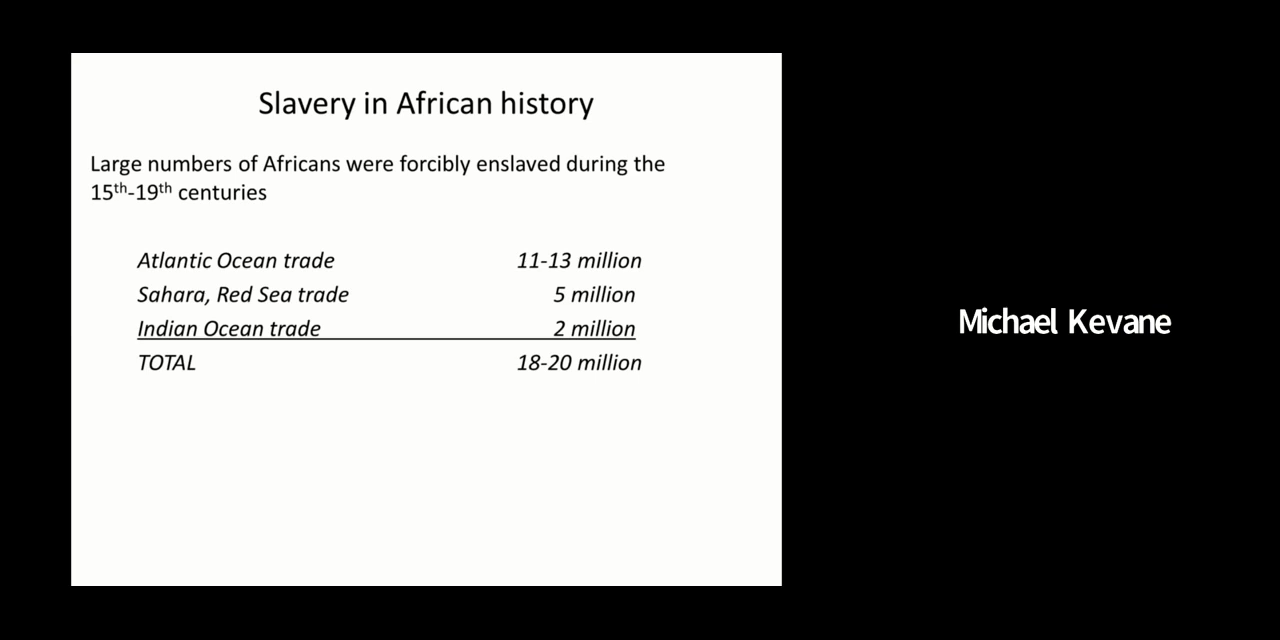 Slavery in African history
Large numbers of Africans were forcibly enslaved during the
15th-19th centuries
Atlantic Ocean trade 11-13 million
Sahara, Red Sea trade 5 million
Indian Ocean trade 2 million
TOTAL 18-20 million
Michael Kevane